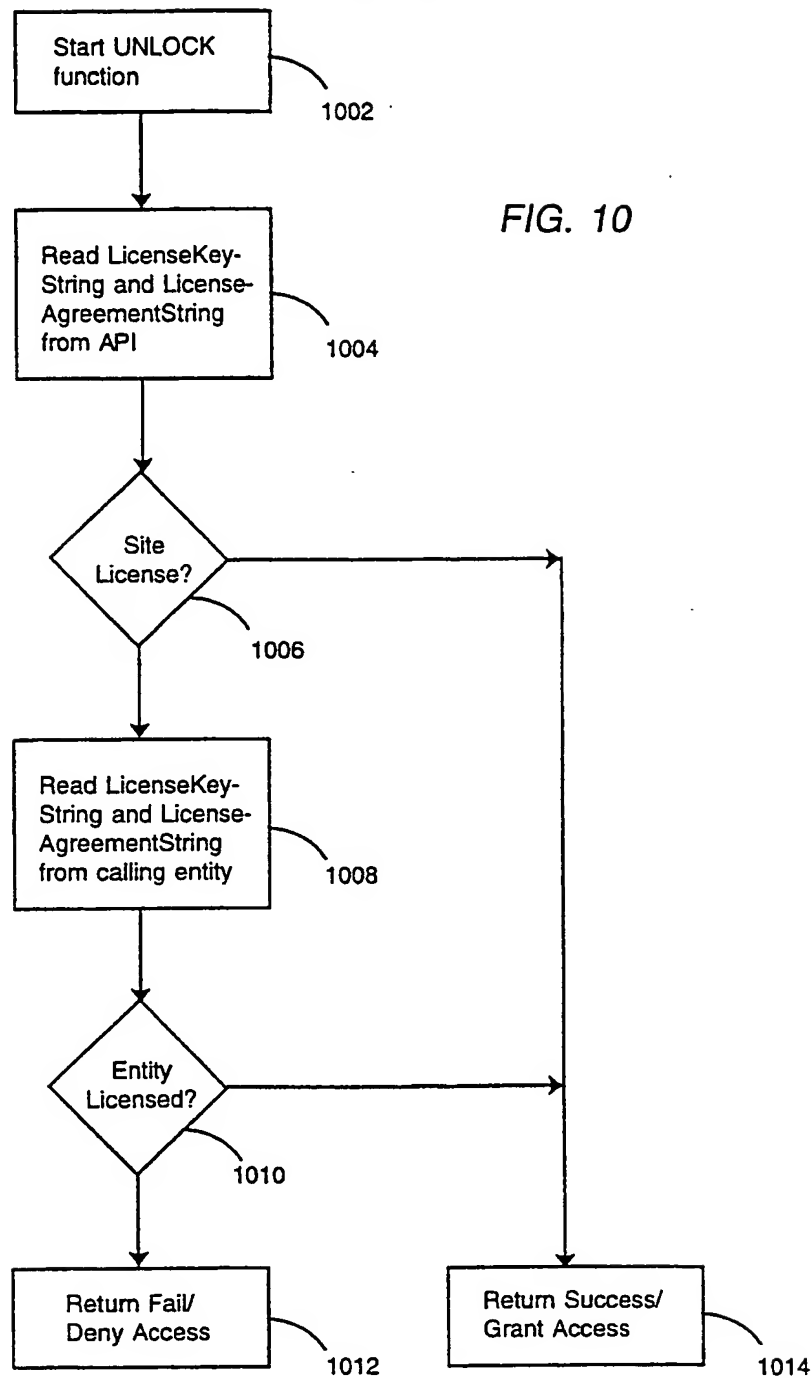 Start UNLOCK
function
1002
FIG. 10
Read LicenseKey-
String and License-
AgreementString
from API
1004
Site
License?
1006
Read LicenseKey-
String and License-
AgreementString
from calling entity
1008
Entity
Licensed?
1010
Return Fail/
Deny Access
1012
Return Success/
Grant Access
1014